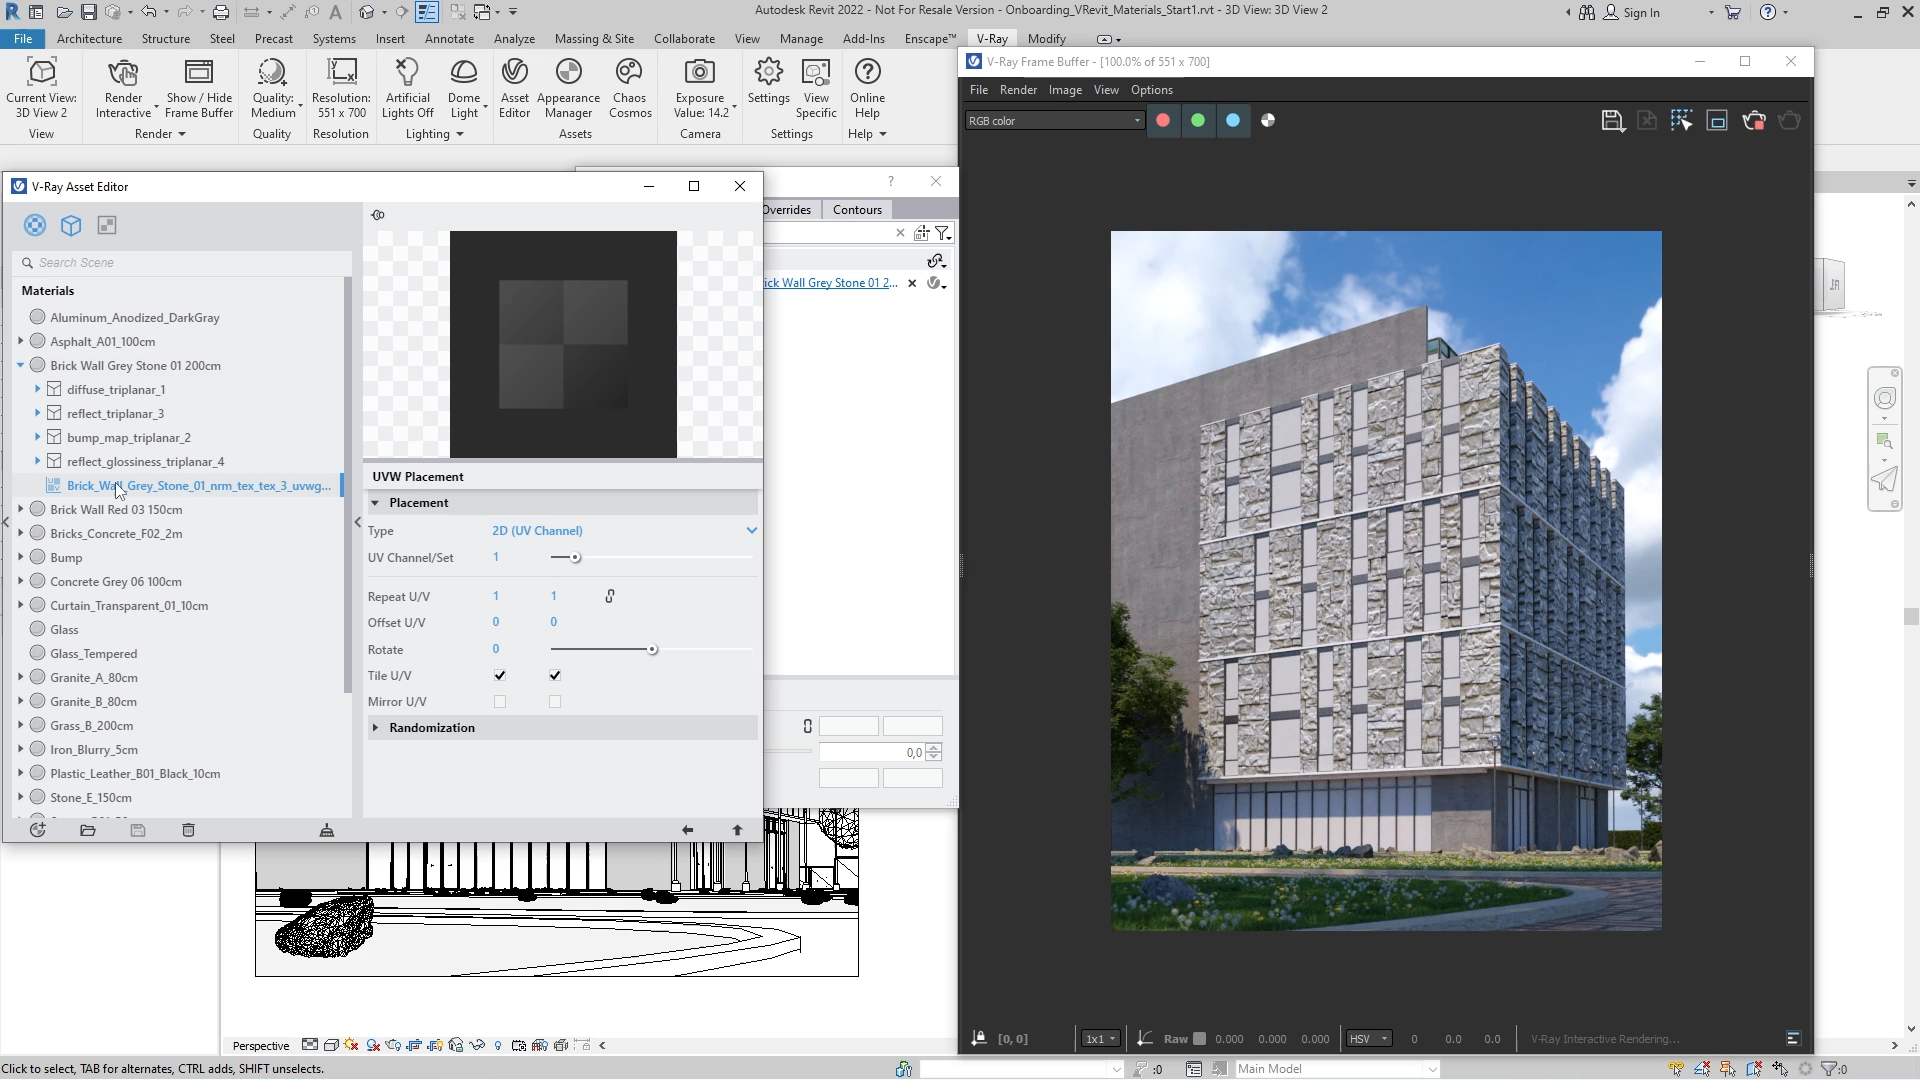 Autodesk Revit 2022 - Not For Resale Version - Onboarding_VRevit_Materials_Start1.rvt - 3D View: 3D View 2
Sign In
File Architecture Structure Steel Precast Systems Insert Annotate Analyze Massing & Site Collaborate View Manage Add-Ins Enscape™ V-Ray Modify
Current View: 3D View 2
Render Interactive
Show / Hide Frame Buffer
Quality: Medium
Resolution: 551 x 700
Artificial Lights Off
Dome Light
Asset Editor
Appearance Manager
Chaos Cosmos
Exposure Value: 14.2
Settings
View Specific
Online Help
View Render Quality Resolution Lighting Assets Camera Settings Help
V-Ray Frame Buffer - [100.0% of 551 x 700]
File Render Image View Options
RGB color
V-Ray Asset Editor
Search Scene
Materials
Aluminum_Anodized_DarkGray
Asphalt_A01_100cm
Brick Wall Grey Stone 01 200cm
diffuse_triplanar_1
reflect_triplanar_3
bump_map_triplanar_2
reflect_glossiness_triplanar_4
Brick_Wall_Grey_Stone_01_nrm_tex_tex_3_uvwg...
Brick Wall Red 03 150cm
Bricks_Concrete_F02_2m
Bump
Concrete Grey 06 100cm
Curtain_Transparent_01_10cm
Glass
Glass_Tempered
Granite_A_80cm
Granite_B_80cm
Grass_B_200cm
Iron_Blurry_5cm
Plastic_Leather_B01_Black_10cm
Stone_E_150cm
UVW Placement
Placement
Type 2D (UV Channel)
UV Channel/Set 1
Repeat U/V 1 1
Offset U/V 0 0
Rotate 0
Tile U/V
Mirror U/V
Randomization
Overrides Contours
ick Wall Grey Stone 01 2...
0,0
Perspective
[0, 0] 1x1 Raw 0.000 0.000 0.000 HSV 0 0.0 0.0 V-Ray Interactive Rendering...
Click to select, TAB for alternates, CTRL adds, SHIFT unselects.
:0 Main Model :0